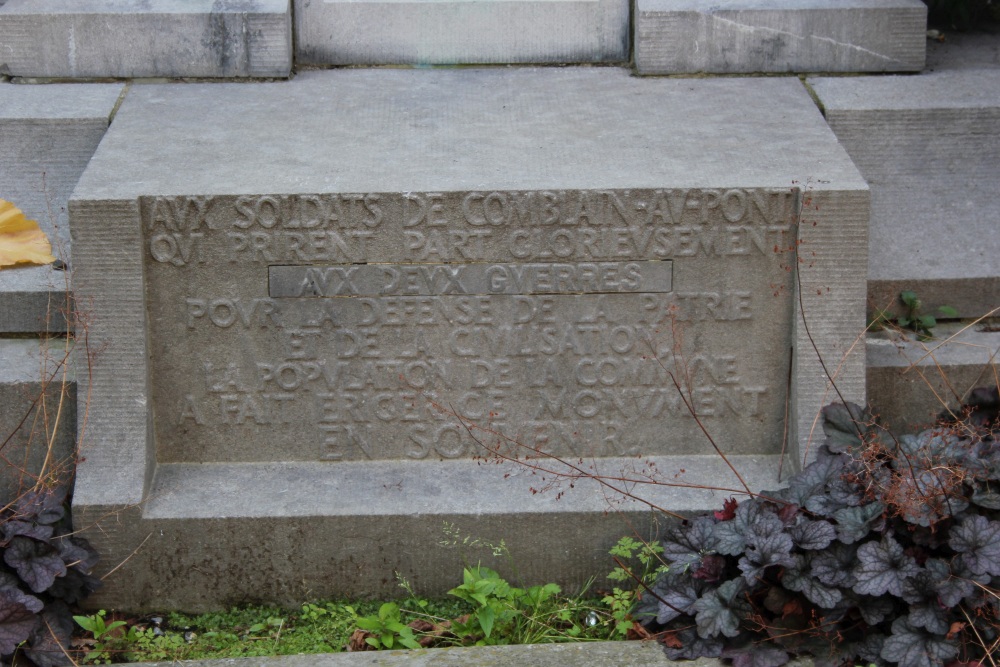 AVX SOLDATS DE COMBLAIN-AV-PONT
QVI PRIRENT PART GLORIEVSEMENT
AVX DEVX GVERRES
POVR LA DEFENSE DE LA PATRIE
ET DE LA CIVILISATION,
LA POPVLATION DE LA COMMVNE
A FAIT ERIGER CE MONVMENT
EN SOVVENIR.